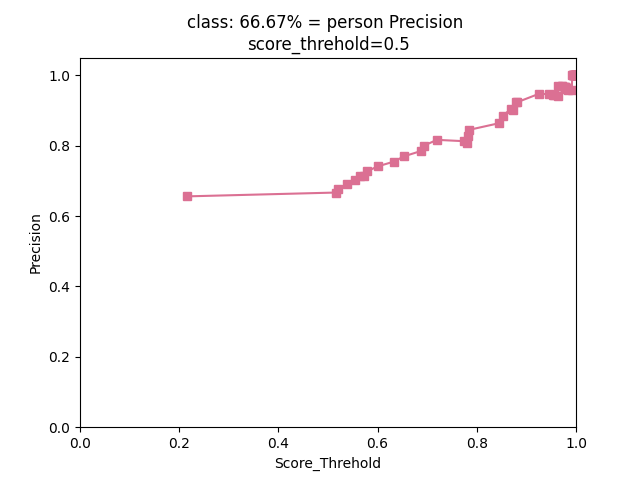 class: 66.67% = person Precision
score_threhold=0.5
1.0
0.8
0.6
0.4
0.2
0.0
Precision
0.0 0.2 0.4 0.6 0.8 1.0
Score_Threhold